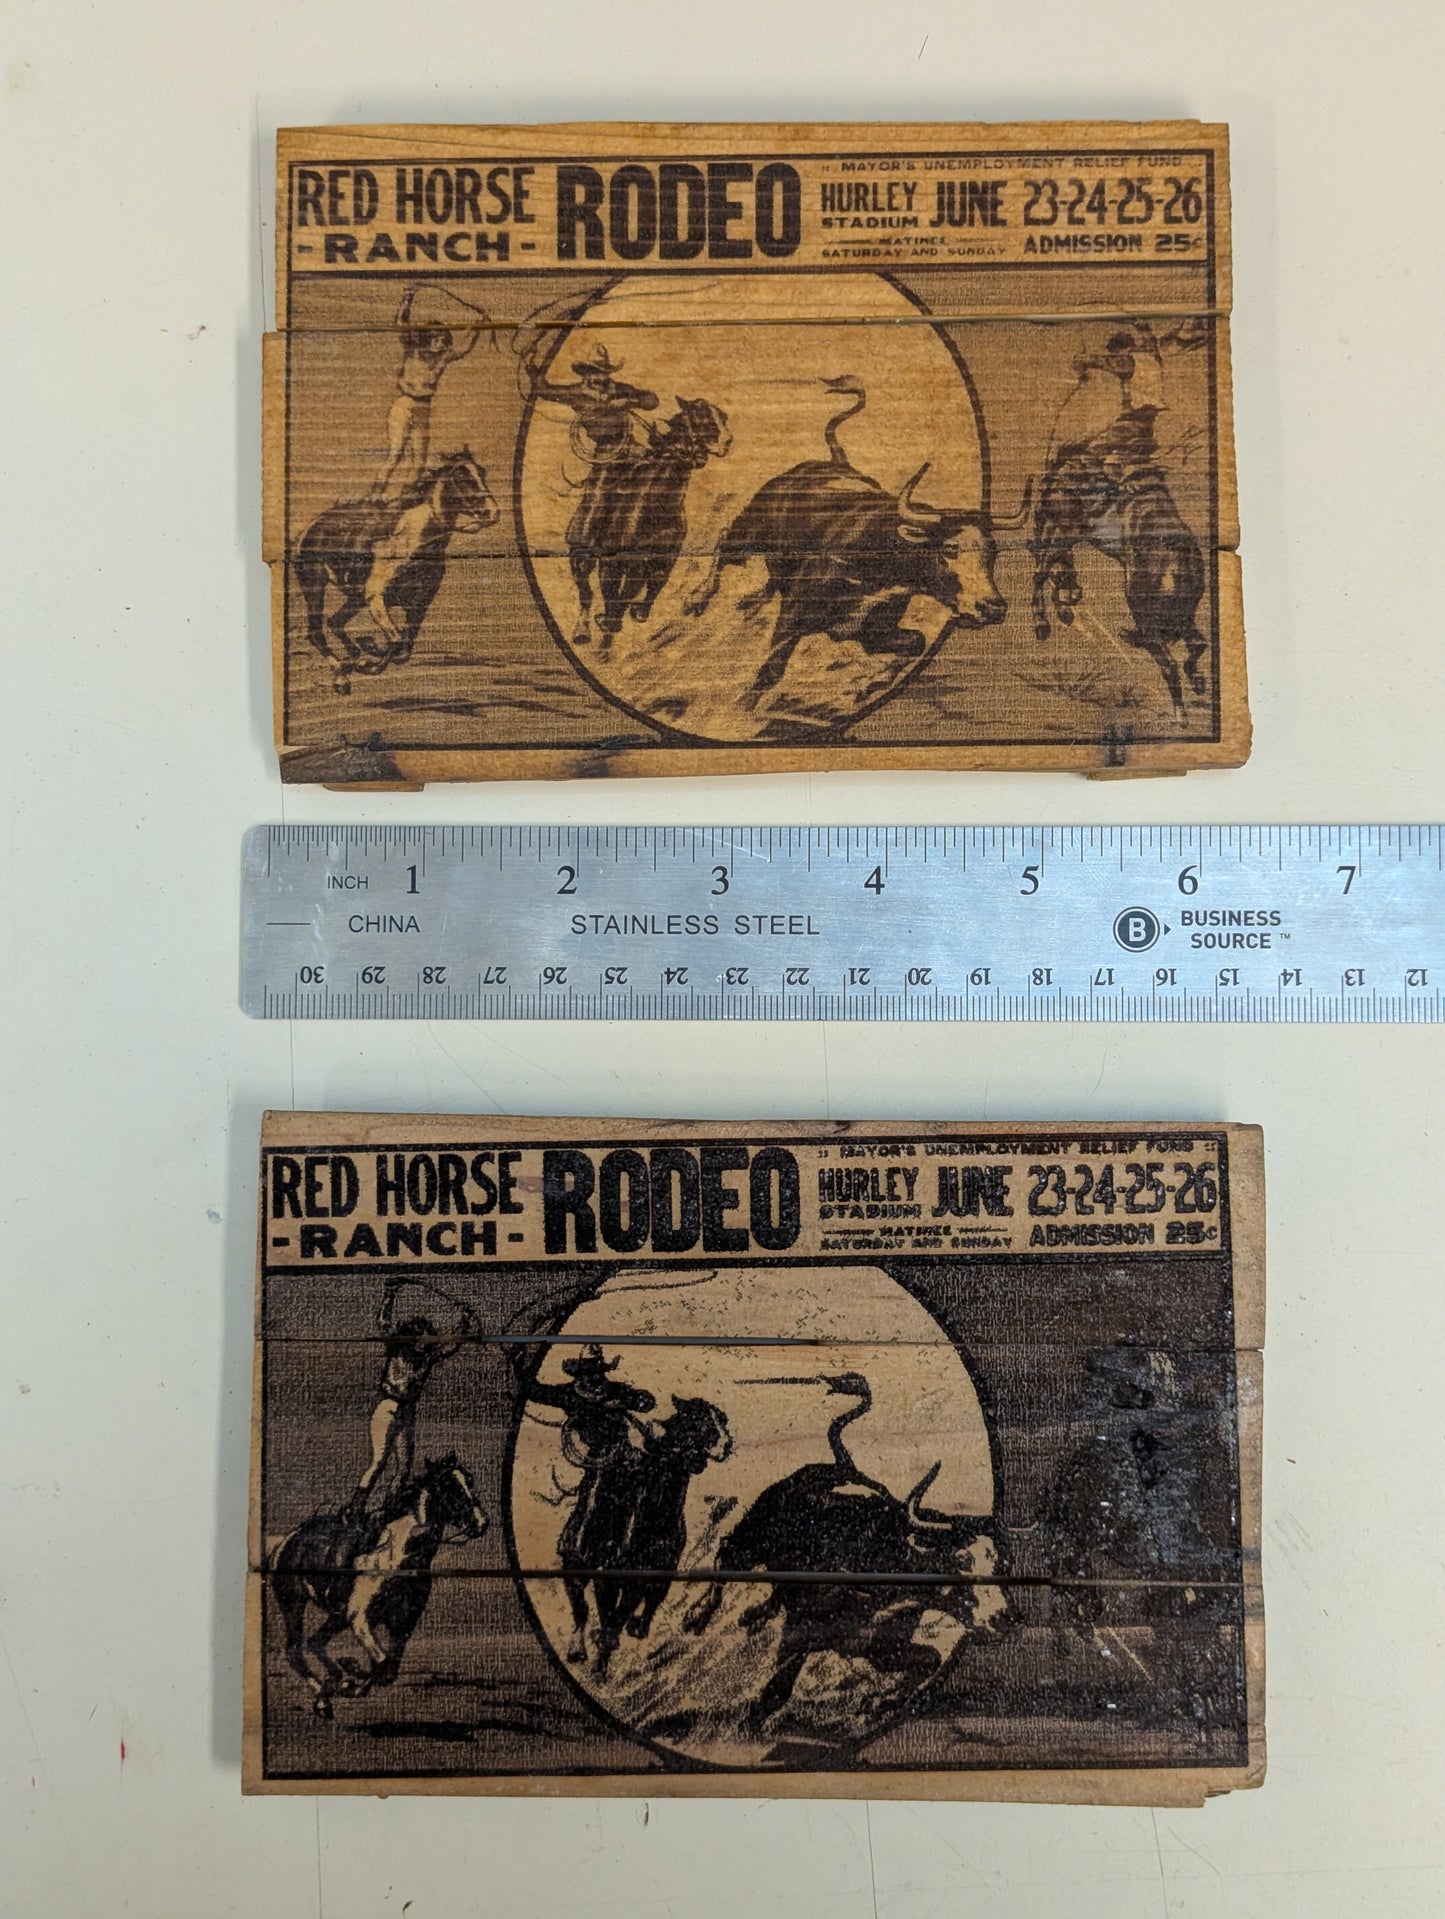 :: MAYOR'S UNEMPLOYMENT RELIEF FUND ::
RED HORSE
-RANCH-
RODEO
HURLEY
STADIUM
JUNE 23-24-25-26
MATINEE
SATURDAY AND SUNDAY
ADMISSION 25¢
1 2 3 4 5 6 7
INCH
CHINA
STAINLESS STEEL
B
BUSINESS
SOURCE™
30 29 28 27 26 25 24 23 22 21 20 19 18 17 16 15 14 13 12
:: MAYOR'S UNEMPLOYMENT RELIEF FUND ::
RED HORSE
-RANCH-
RODEO
HURLEY
STADIUM
JUNE 23-24-25-26
MATINEE
SATURDAY AND SUNDAY
ADMISSION 25¢